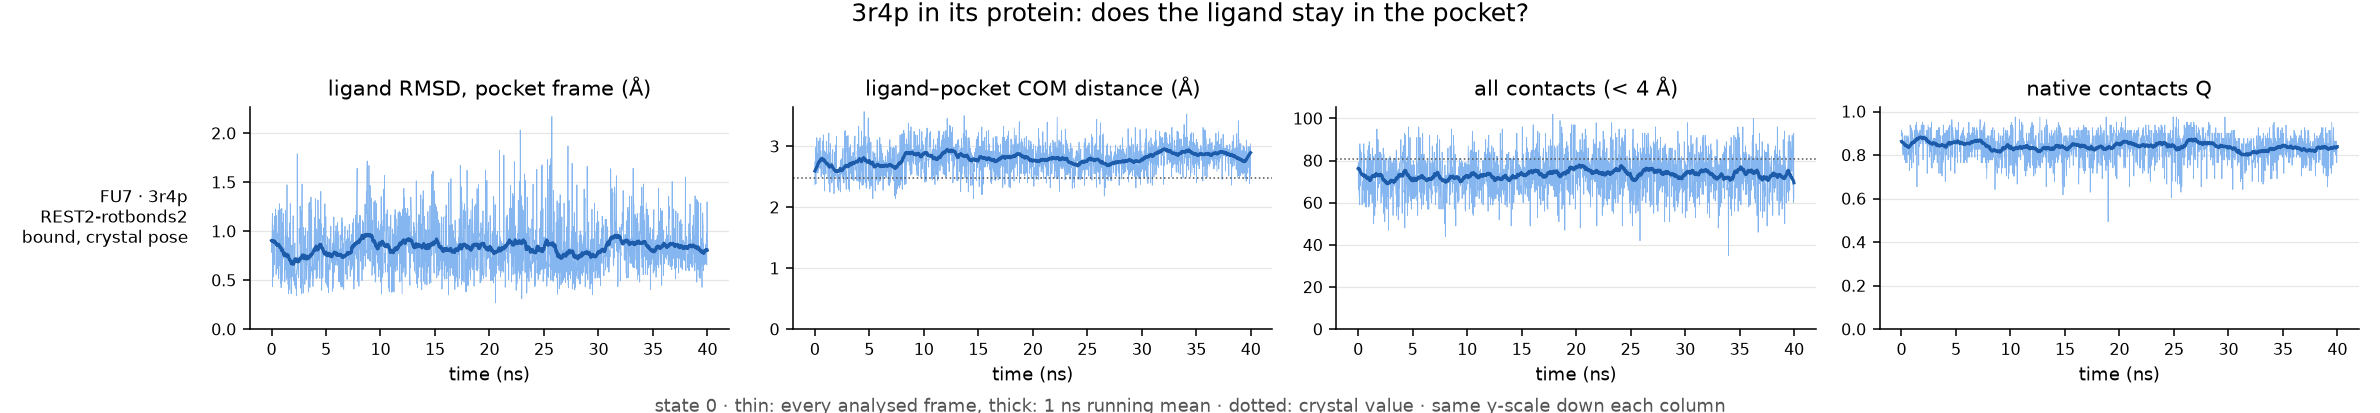 3r4p in its protein: does the ligand stay in the pocket?
FU7 · 3r4p
REST2-rotbonds2
bound, crystal pose
ligand RMSD, pocket frame (Å)
2.0
1.5
1.0
0.5
0.0
0 5 10 15 20 25 30 35 40
time (ns)
ligand–pocket COM distance (Å)
3
2
1
0
0 5 10 15 20 25 30 35 40
time (ns)
all contacts (< 4 Å)
100
80
60
40
20
0
0 5 10 15 20 25 30 35 40
time (ns)
native contacts Q
1.0
0.8
0.6
0.4
0.2
0.0
0 5 10 15 20 25 30 35 40
time (ns)
state 0 · thin: every analysed frame, thick: 1 ns running mean · dotted: crystal value · same y-scale down each column